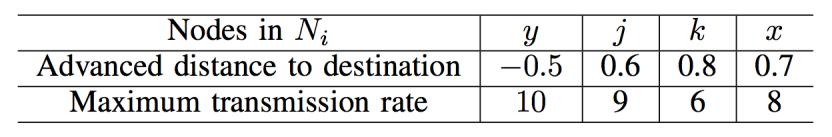 Nodes in Nᵢ y j k x
Advanced distance to destination −0.5 0.6 0.8 0.7
Maximum transmission rate 10 9 6 8